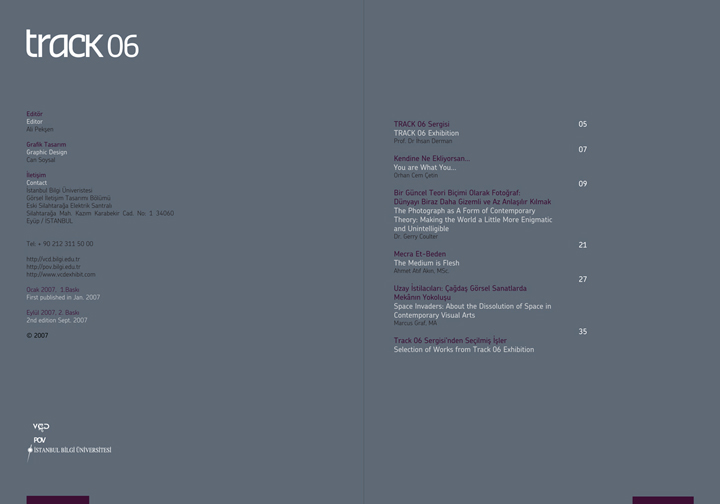 track 06
Editör
Editor
Ali Pekşen
Grafik Tasarım
Graphic Design
Can Soysal
İletişim
Contact
İstanbul Bilgi Üniveristesi
Görsel İletişim Tasarımı Bölümü
Eski Silahtarağa Elektrik Santralı
Silahtarağa Mah. Kazım Karabekir Cad. No: 1 34060
Eyüp / İSTANBUL
Tel: + 90 212 311 50 00
http://vcd.bilgi.edu.tr
http://pov.bilgi.edu.tr
http://www.vcdexhibit.com
Ocak 2007, 1.Baskı
First published in Jan. 2007
Eylül 2007, 2. Baskı
2nd edition Sept. 2007
© 2007
vcd
POV
İSTANBUL BİLGİ ÜNİVERSİTESİ
TRACK 06 Sergisi 05
TRACK 06 Exhibition
Prof. Dr İhsan Derman
07
Kendine Ne Ekliyorsan...
You are What You...
Orhan Cem Çetin
09
Bir Güncel Teori Biçimi Olarak Fotoğraf:
Dünyayı Biraz Daha Gizemli ve Az Anlaşılır Kılmak
The Photograph as A Form of Contemporary
Theory: Making the World a Little More Enigmatic
and Unintelligible
Dr. Gerry Coulter
21
Mecra Et-Beden
The Medium is Flesh
Ahmet Atıf Akın, MSc.
27
Uzay İstilacıları: Çağdaş Görsel Sanatlarda
Mekânın Yokoluşu
Space Invaders: About the Dissolution of Space in
Contemporary Visual Arts
Marcus Graf, MA
35
Track 06 Sergisi'nden Seçilmiş İşler
Selection of Works from Track 06 Exhibition